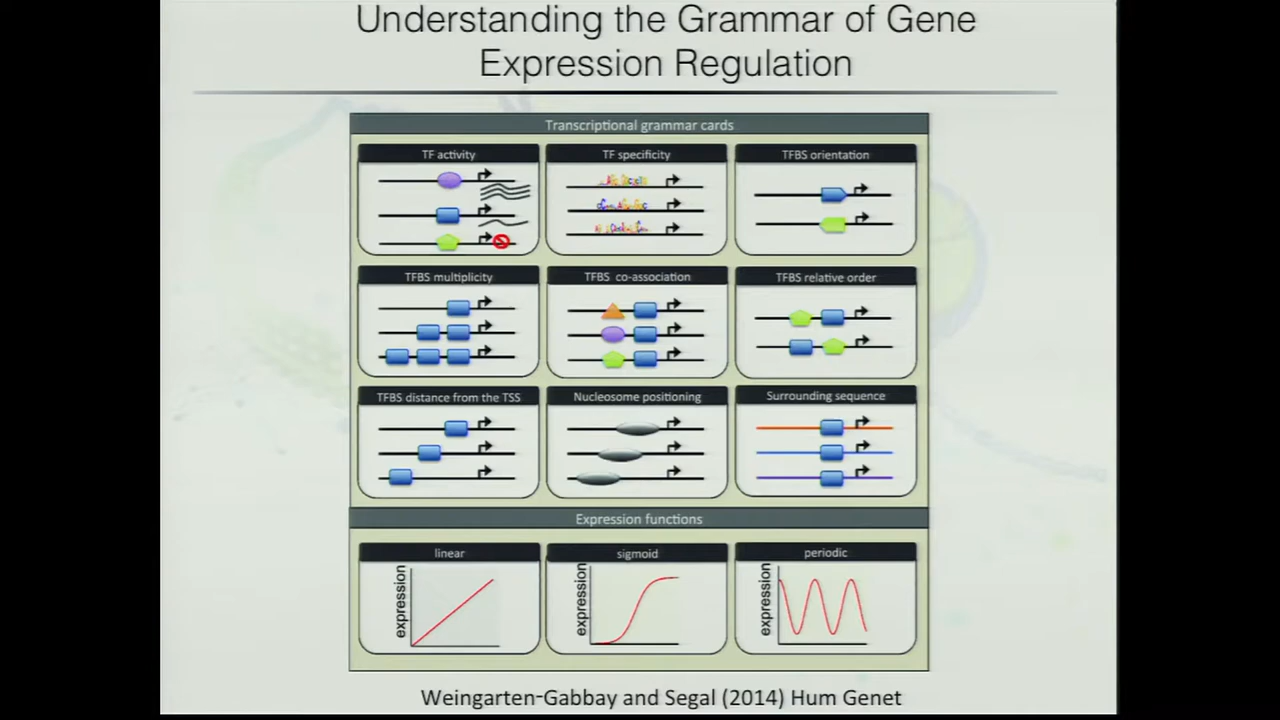 Understanding the Grammar of Gene
Expression Regulation
Transcriptional grammar cards
TF activity
TF specificity
TFBS orientation
TFBS multiplicity
TFBS co-association
TFBS relative order
TFBS distance from the TSS
Nucleosome positioning
Surrounding sequence
Expression functions
linear
sigmoid
periodic
expression
expression
expression
Weingarten-Gabbay and Segal (2014) Hum Genet